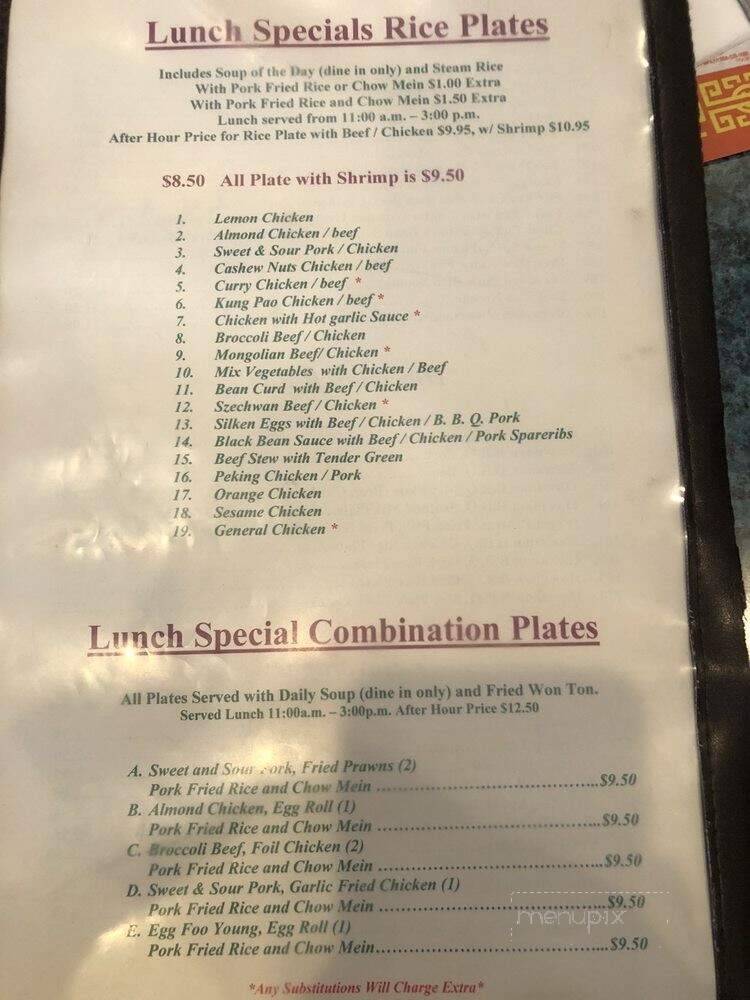 Lunch Specials Rice Plates
Includes Soup of the Day (dine in only) and Steam Rice
With Pork Fried Rice or Chow Mein $1.00 Extra
With Pork Fried Rice and Chow Mein $1.50 Extra
Lunch served from 11:00 a.m. – 3:00 p.m.
After Hour Price for Rice Plate with Beef / Chicken $9.95, w/ Shrimp $10.95
$8.50 All Plate with Shrimp is $9.50
1. Lemon Chicken
2. Almond Chicken / beef
3. Sweet & Sour Pork / Chicken
4. Cashew Nuts Chicken / beef
5. Curry Chicken / beef *
6. Kung Pao Chicken / beef *
7. Chicken with Hot garlic Sauce *
8. Broccoli Beef / Chicken
9. Mongolian Beef/ Chicken *
10. Mix Vegetables with Chicken / Beef
11. Bean Curd with Beef / Chicken
12. Szechwan Beef / Chicken *
13. Silken Eggs with Beef / Chicken / B. B. Q. Pork
14. Black Bean Sauce with Beef / Chicken / Pork Spareribs
15. Beef Stew with Tender Green
16. Peking Chicken / Pork
17. Orange Chicken
18. Sesame Chicken
19. General Chicken *
Lunch Special Combination Plates
All Plates Served with Daily Soup (dine in only) and Fried Won Ton.
Served Lunch 11:00a.m. – 3:00p.m. After Hour Price $12.50
A. Sweet and Sour Pork, Fried Prawns (2)
Pork Fried Rice and Chow Mein ........................................$9.50
B. Almond Chicken, Egg Roll (1)
Pork Fried Rice and Chow Mein ........................................$9.50
C. Broccoli Beef, Foil Chicken (2)
Pork Fried Rice and Chow Mein ........................................$9.50
D. Sweet & Sour Pork, Garlic Fried Chicken (1)
Pork Fried Rice and Chow Mein ........................................$9.50
E. Egg Foo Young, Egg Roll (1)
Pork Fried Rice and Chow Mein........................................$9.50
menupix
*Any Substitutions Will Charge Extra*